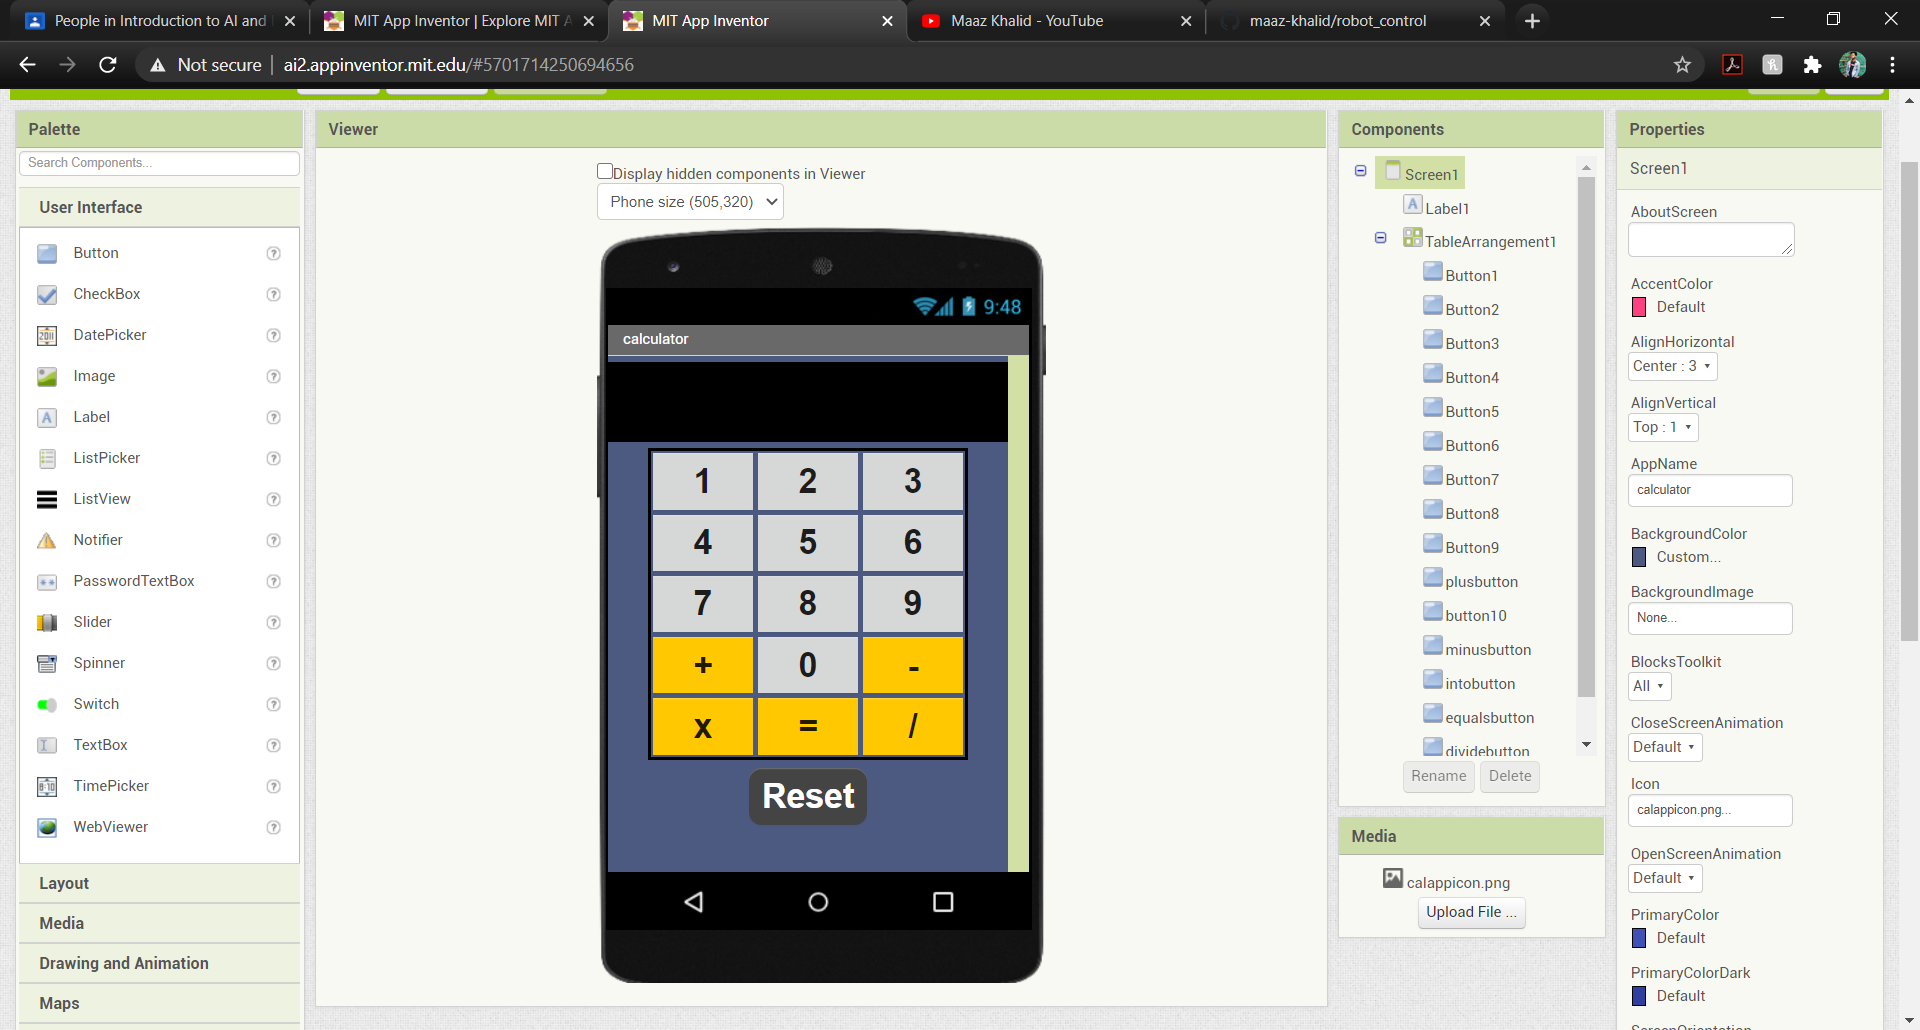 People in Introduction to AI and
MIT App Inventor | Explore MIT A
MIT App Inventor
Maaz Khalid - YouTube
maaz-khalid/robot_control
Not secure
ai2.appinventor.mit.edu/#5701714250694656
Palette
Search Components...
User Interface
Button
CheckBox
DatePicker
Image
Label
ListPicker
ListView
Notifier
PasswordTextBox
Slider
Spinner
Switch
TextBox
TimePicker
WebViewer
Layout
Media
Drawing and Animation
Maps
Viewer
Display hidden components in Viewer
Phone size (505,320)
9:48
calculator
1 2 3
4 5 6
7 8 9
+ 0 -
x = /
Reset
Components
Screen1
Label1
TableArrangement1
Button1
Button2
Button3
Button4
Button5
Button6
Button7
Button8
Button9
plusbutton
button10
minusbutton
intobutton
equalsbutton
dividebutton
Rename Delete
Media
calappicon.png
Upload File ...
Properties
Screen1
AboutScreen
AccentColor
Default
AlignHorizontal
Center : 3
AlignVertical
Top : 1
AppName
calculator
BackgroundColor
Custom...
BackgroundImage
None...
BlocksToolkit
All
CloseScreenAnimation
Default
Icon
calappicon.png...
OpenScreenAnimation
Default
PrimaryColor
Default
PrimaryColorDark
Default
ScreenOrientation